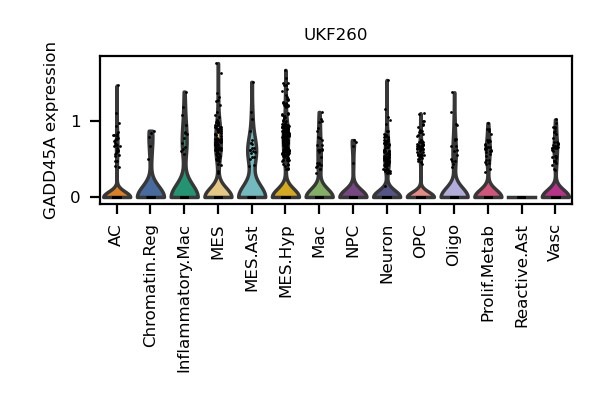 UKF260
GADD45A expression
1
0
AC
Chromatin.Reg
Inflammatory.Mac
MES
MES.Ast
MES.Hyp
Mac
NPC
Neuron
OPC
Oligo
Prolif.Metab
Reactive.Ast
Vasc